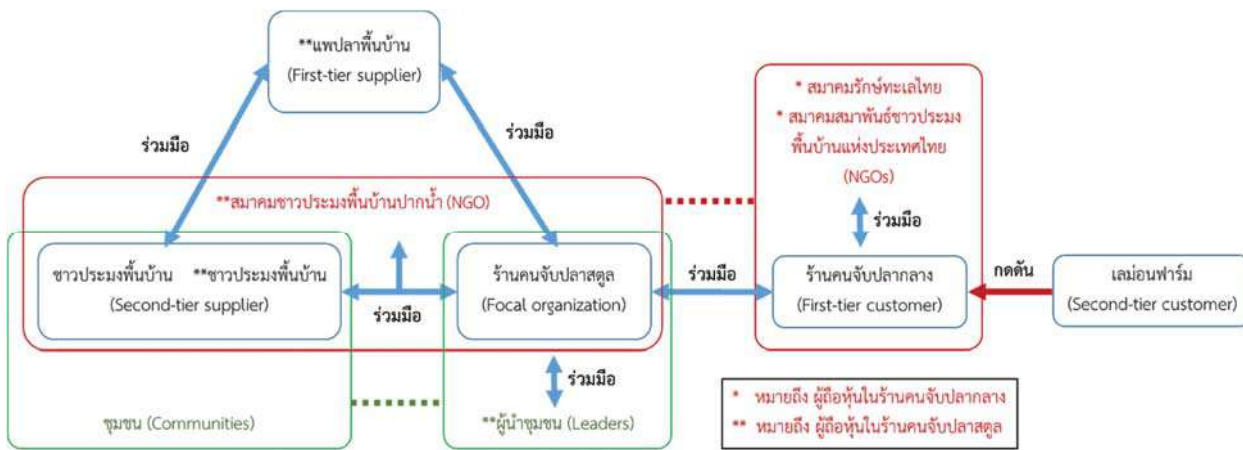 **แพปลาพื้นบ้าน
(First-tier supplier)
* สมาคมรักษ์ทะเลไทย
* สมาคมสมาพันธ์ชาวประมง
พื้นบ้านแห่งประเทศไทย
(NGOs)
ร่วมมือ
ร่วมมือ
**สมาคมชาวประมงพื้นบ้านปากน้ำ (NGO)
ร่วมมือ
ชาวประมงพื้นบ้าน **ชาวประมงพื้นบ้าน
(Second-tier supplier)
ร่วมมือ
ร้านคนจับปลาสตูล
(Focal organization)
ร่วมมือ
ร้านคนจับปลากลาง
(First-tier customer)
กดดัน
เลม่อนฟาร์ม
(Second-tier customer)
ร่วมมือ
ชุมชน (Communities)
**ผู้นำชุมชน (Leaders)
* หมายถึง ผู้ถือหุ้นในร้านคนจับปลากลาง
** หมายถึง ผู้ถือหุ้นในร้านคนจับปลาสตูล